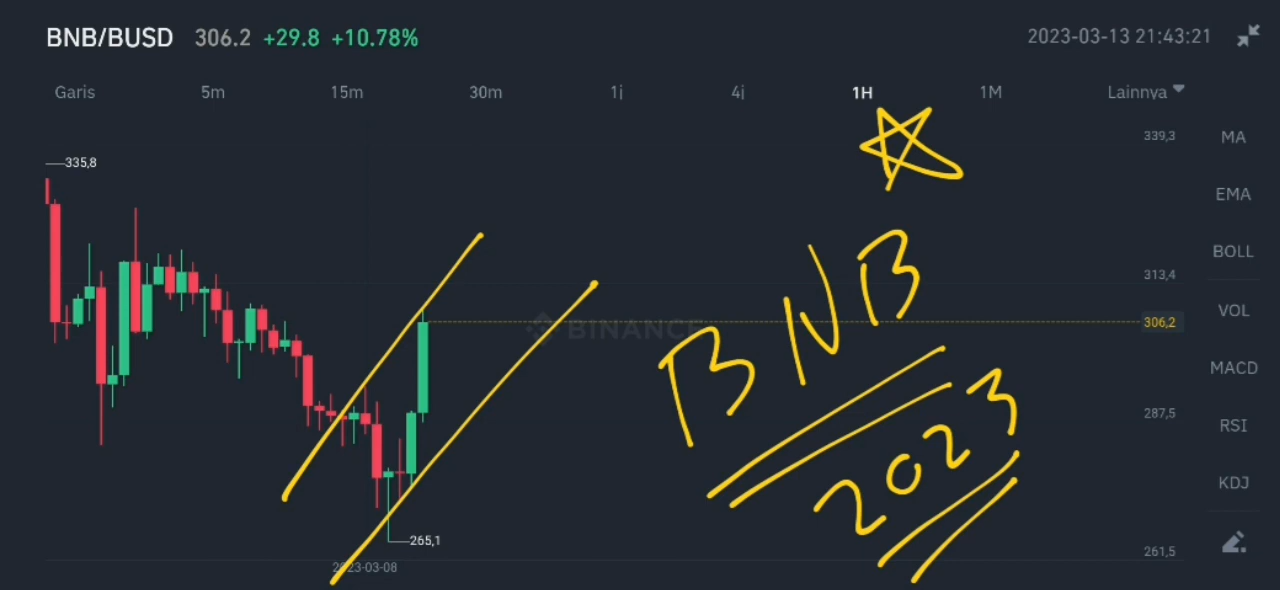 BNB/BUSD 306.2 +29.8 +10.78% 2023-03-13 21:43:21
Garis 5m 15m 30m 1j 4j 1H 1M Lainnya
339,3
MA
335,8
EMA
BOLL
313,4
VOL
306,2
BINANCE
MACD
287,5
RSI
KDJ
265,1
261,5
2023-03-08
BNB
2023